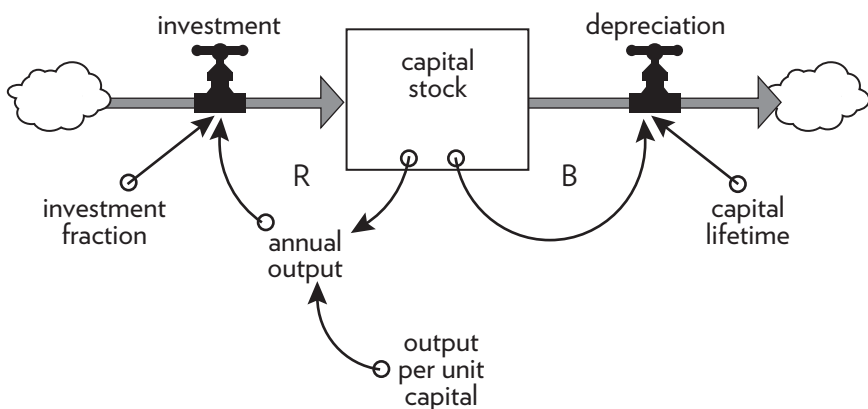 investment
depreciation
capital
stock
R
B
investment
fraction
annual
output
capital
lifetime
output
per unit
capital